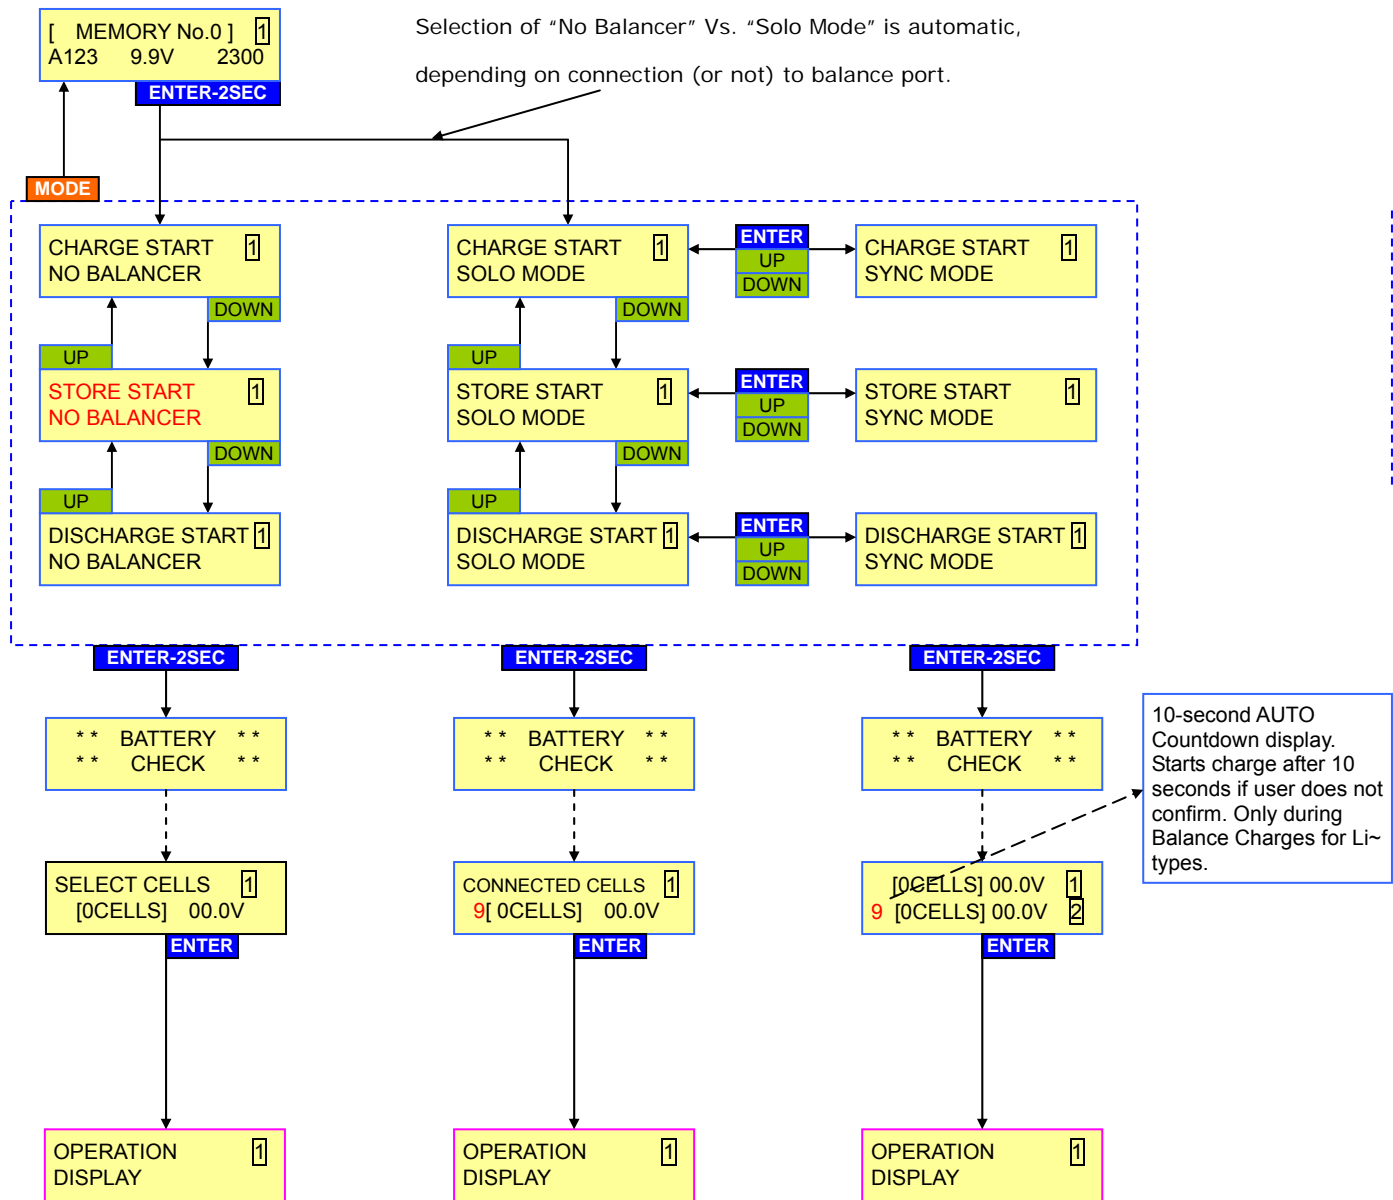 [ MEMORY No.0 ] 1
A123 9.9V 2300
ENTER-2SEC
Selection of “No Balancer” Vs. “Solo Mode” is automatic,
depending on connection (or not) to balance port.
MODE
CHARGE START 1
NO BALANCER
DOWN
UP
STORE START 1
NO BALANCER
DOWN
UP
DISCHARGE START 1
NO BALANCER
CHARGE START 1
SOLO MODE
DOWN
UP
STORE START 1
SOLO MODE
DOWN
UP
DISCHARGE START 1
SOLO MODE
ENTER
UP
DOWN
ENTER
UP
DOWN
ENTER
UP
DOWN
CHARGE START 1
SYNC MODE
STORE START 1
SYNC MODE
DISCHARGE START 1
SYNC MODE
ENTER-2SEC
** BATTERY **
** CHECK **
SELECT CELLS 1
[0CELLS] 00.0V
ENTER
OPERATION 1
DISPLAY
ENTER-2SEC
** BATTERY **
** CHECK **
CONNECTED CELLS 1
9[ 0CELLS] 00.0V
ENTER
OPERATION 1
DISPLAY
ENTER-2SEC
** BATTERY **
** CHECK **
[0CELLS] 00.0V 1
9 [0CELLS] 00.0V 2
ENTER
OPERATION 1
DISPLAY
10-second AUTO
Countdown display.
Starts charge after 10
seconds if user does not
confirm. Only during
Balance Charges for Li~
types.